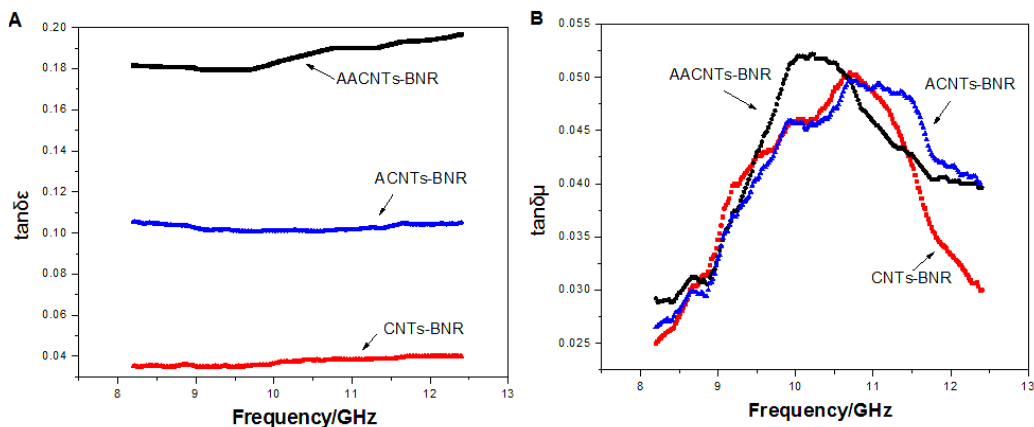 A
tanδε
0.20
0.18
0.16
0.14
0.12
0.10
0.08
0.06
0.04
AACNTs-BNR
ACNTs-BNR
CNTs-BNR
8 9 10 11 12 13
Frequency/GHz
B
tanδμ
0.055
0.050
0.045
0.040
0.035
0.030
0.025
AACNTs-BNR
ACNTs-BNR
CNTs-BNR
8 9 10 11 12 13
Frequency/GHz